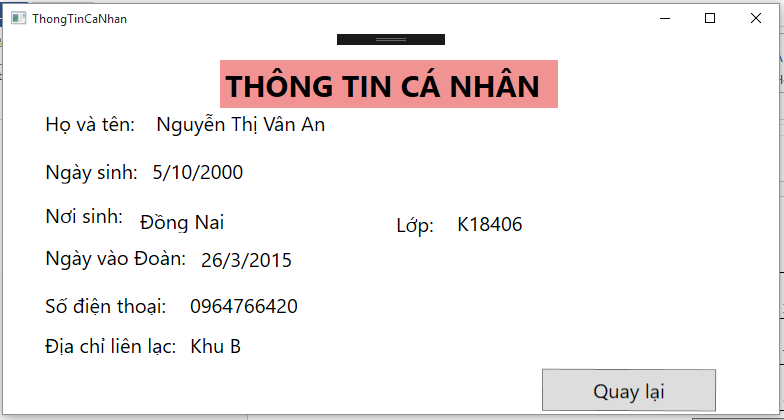 ThongTinCaNhan
THÔNG TIN CÁ NHÂN
Họ và tên: Nguyễn Thị Vân An
Ngày sinh: 5/10/2000
Nơi sinh: Đồng Nai Lớp: K18406
Ngày vào Đoàn: 26/3/2015
Số điện thoại: 0964766420
Địa chỉ liên lạc: Khu B
Quay lại